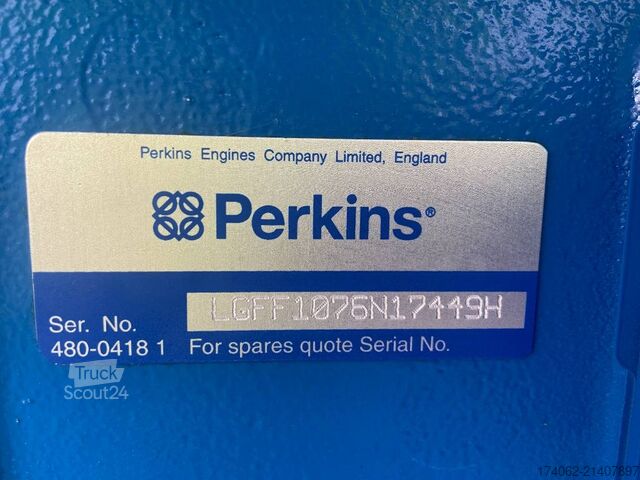 Perkins Engines Company Limited, England
Perkins®
Ser. No. LGFF1076N17449H
480-0418 1 For spares quote Serial No.
Truck
Scout24
174062-21407897